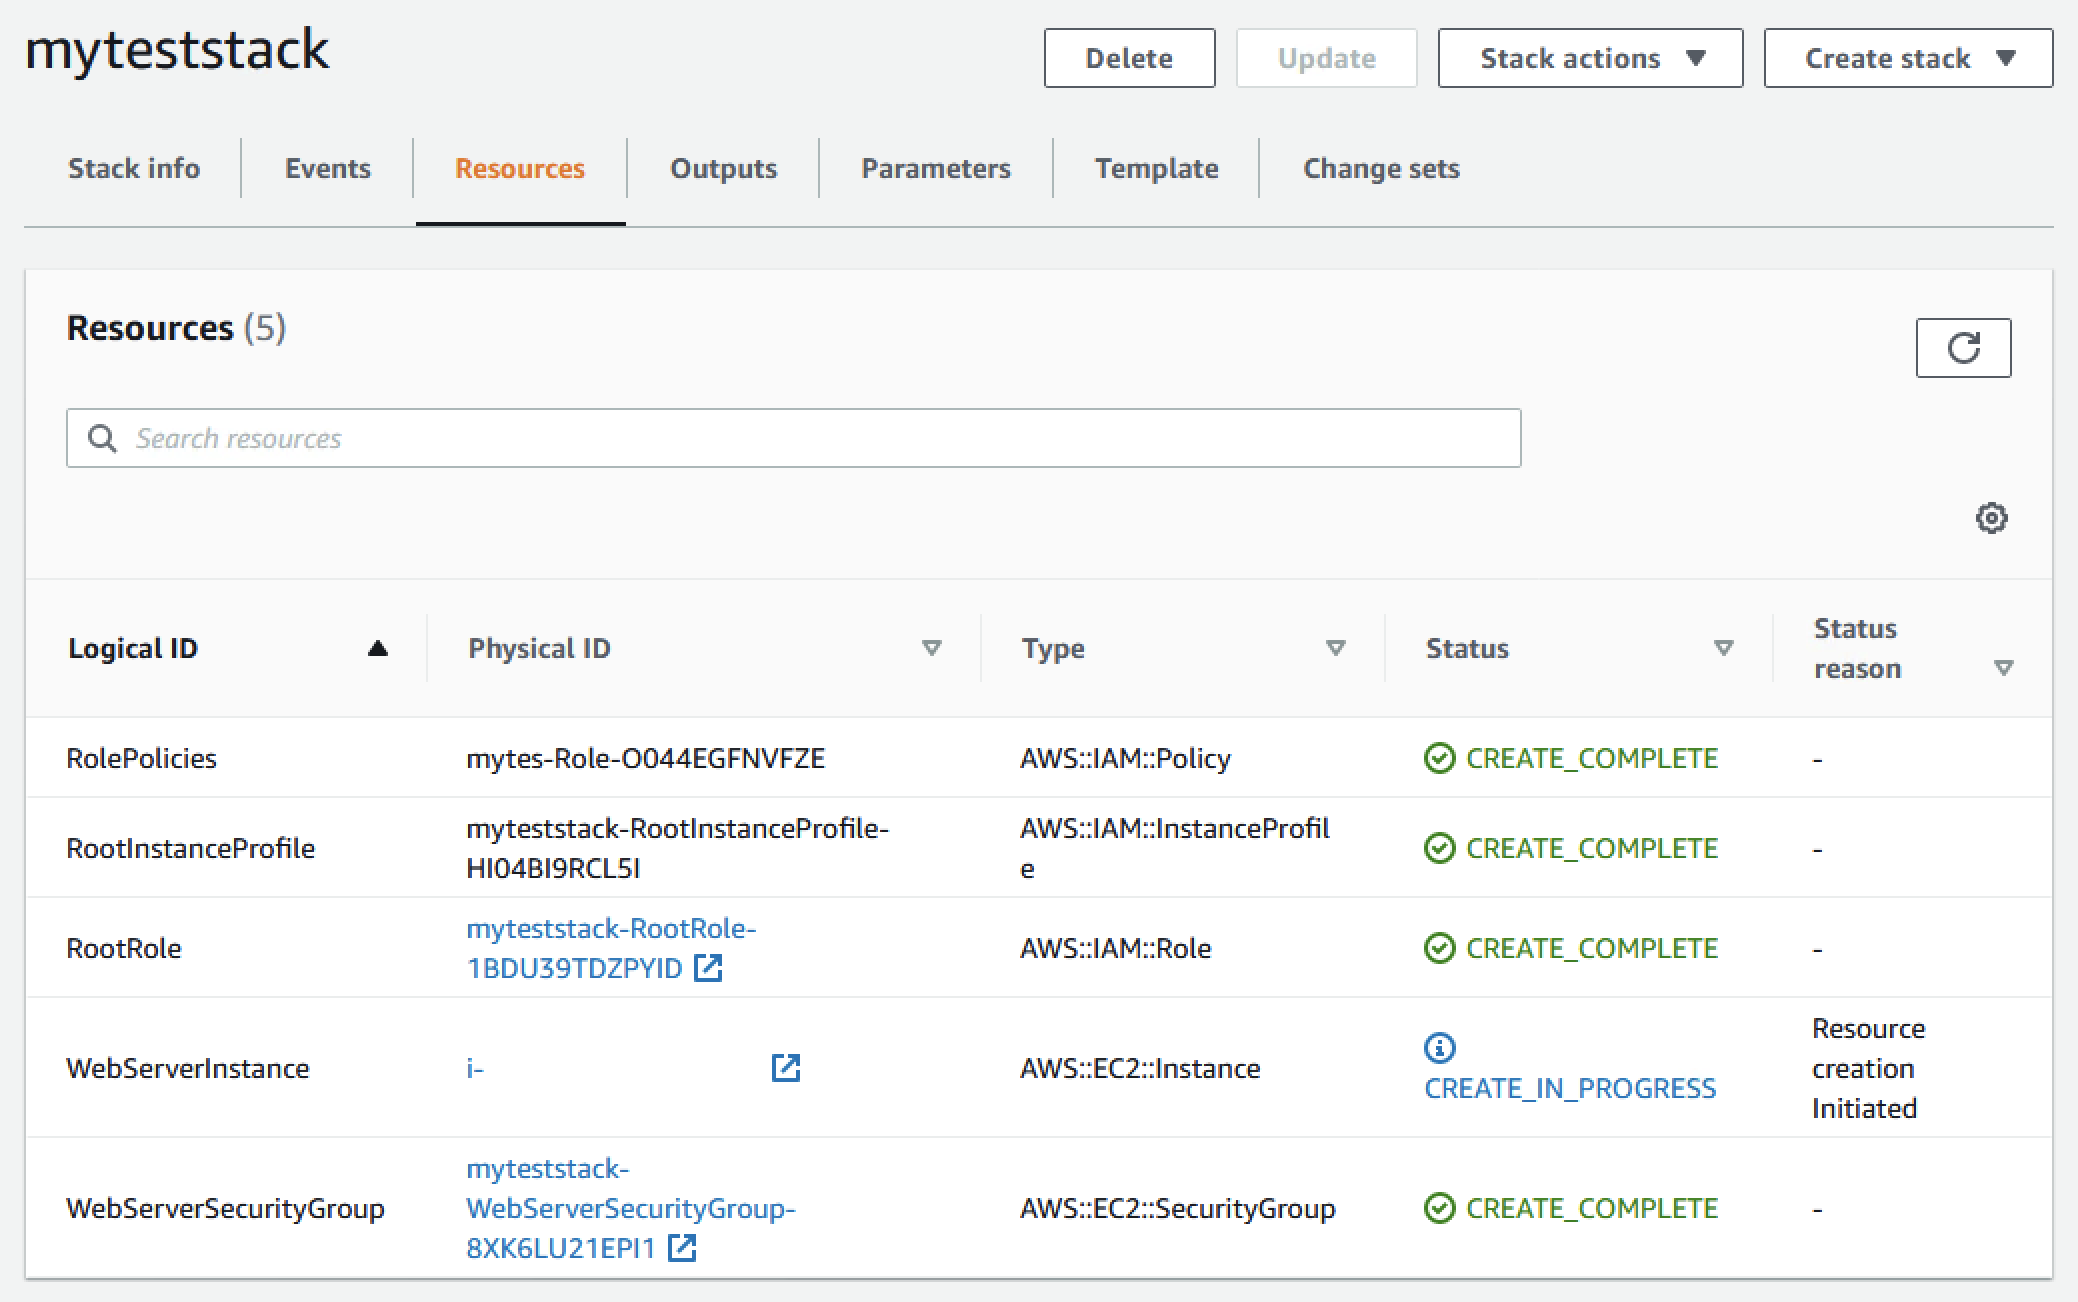 myteststack
Delete
Update
Stack actions
Create stack
Stack info
Events
Resources
Outputs
Parameters
Template
Change sets
Resources (5)
Search resources
Logical ID
Physical ID
Type
Status
Status
reason
RolePolicies
mytes-Role-O044EGFNVFZE
AWS::IAM::Policy
CREATE_COMPLETE
-
RootInstanceProfile
myteststack-RootInstanceProfile-
HI04BI9RCL5I
AWS::IAM::InstanceProfil
e
CREATE_COMPLETE
-
RootRole
myteststack-RootRole-
1BDU39TDZPYID
AWS::IAM::Role
CREATE_COMPLETE
-
WebServerInstance
i-
AWS::EC2::Instance
CREATE_IN_PROGRESS
Resource
creation
Initiated
WebServerSecurityGroup
myteststack-
WebServerSecurityGroup-
8XK6LU21EPI1
AWS::EC2::SecurityGroup
CREATE_COMPLETE
-